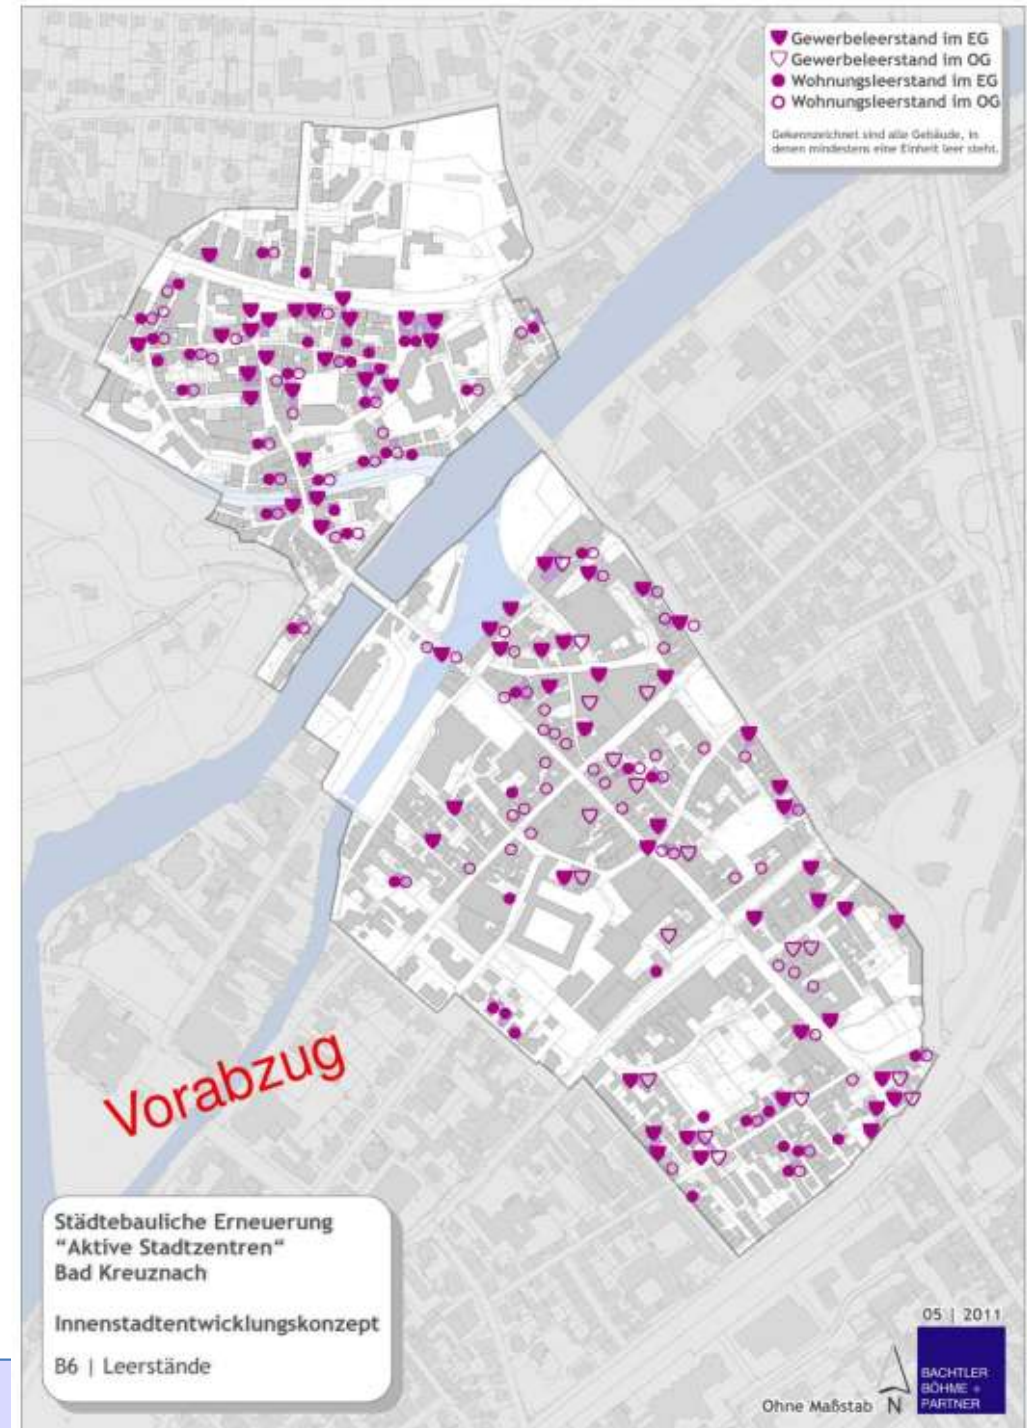 Gewerbeleerstand im EG
Gewerbeleerstand im OG
Wohnungsleerstand im EG
Wohnungsleerstand im OG
Gekennzeichnet sind alle Gebäude, in
denen mindestens eine Einheit leer steht.
Vorabzug
Städtebauliche Erneuerung
"Aktive Stadtzentren"
Bad Kreuznach
Innenstadtentwicklungskonzept
B6 | Leerstände
05 | 2011
BACHTLER
BÖHME +
PARTNER
Ohne Maßstab N